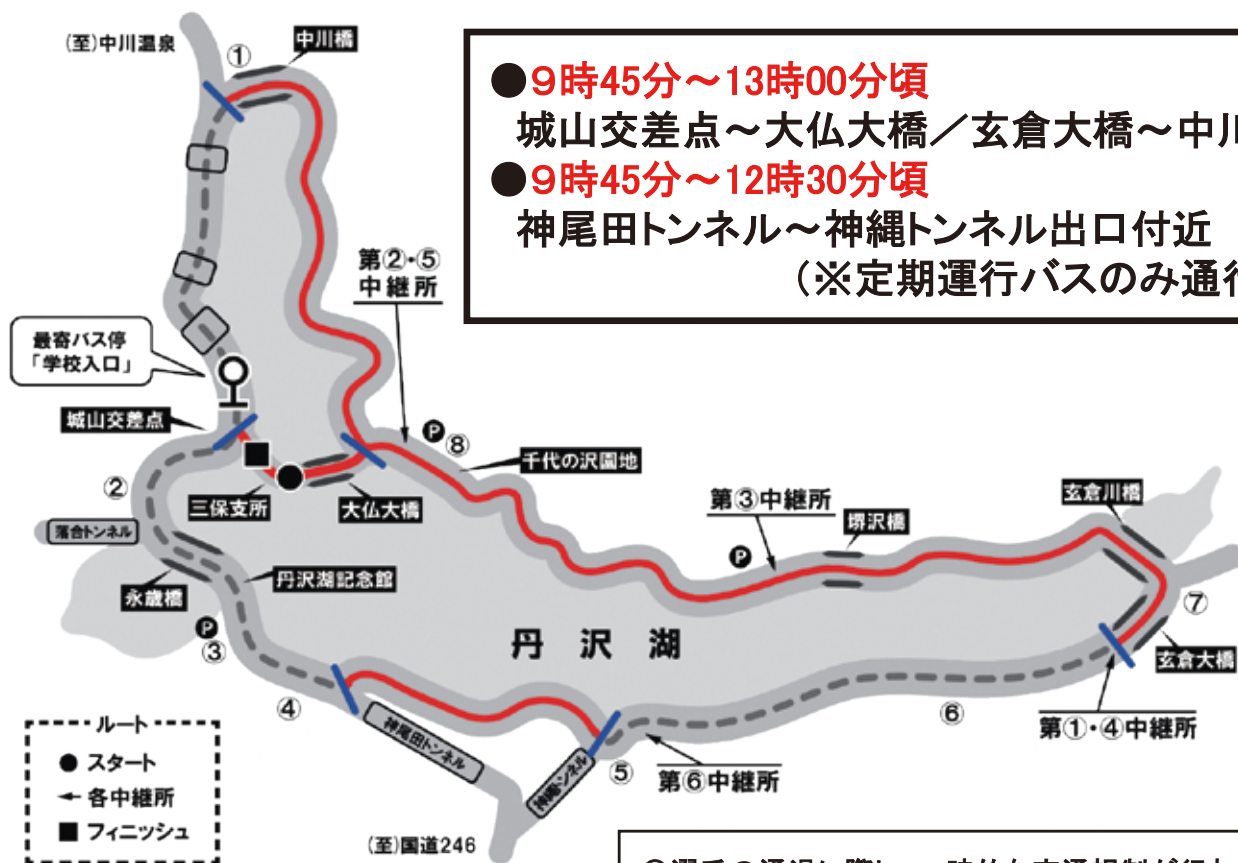 (至)中川温泉
①
中川橋
●9時45分～13時00分頃
城山交差点～大仏大橋／玄倉大橋～中川
●9時45分～12時30分頃
神尾田トンネル～神縄トンネル出口付近
（※定期運行バスのみ通行
第②・⑤
中継所
最寄バス停
「学校入口」
城山交差点
P
⑧
千代の沢園地
②
三保支所
大仏大橋
第③中継所
玄倉川橋
堺沢橋
落合トンネル
P
永歳橋
丹沢湖記念館
⑦
P
③
丹沢湖
玄倉大橋
④
神尾田トンネル
⑥
第①・④中継所
⑤
第⑥中継所
神縄トンネル
ルート
● スタート
← 各中継所
■ フィニッシュ
(至)国道246